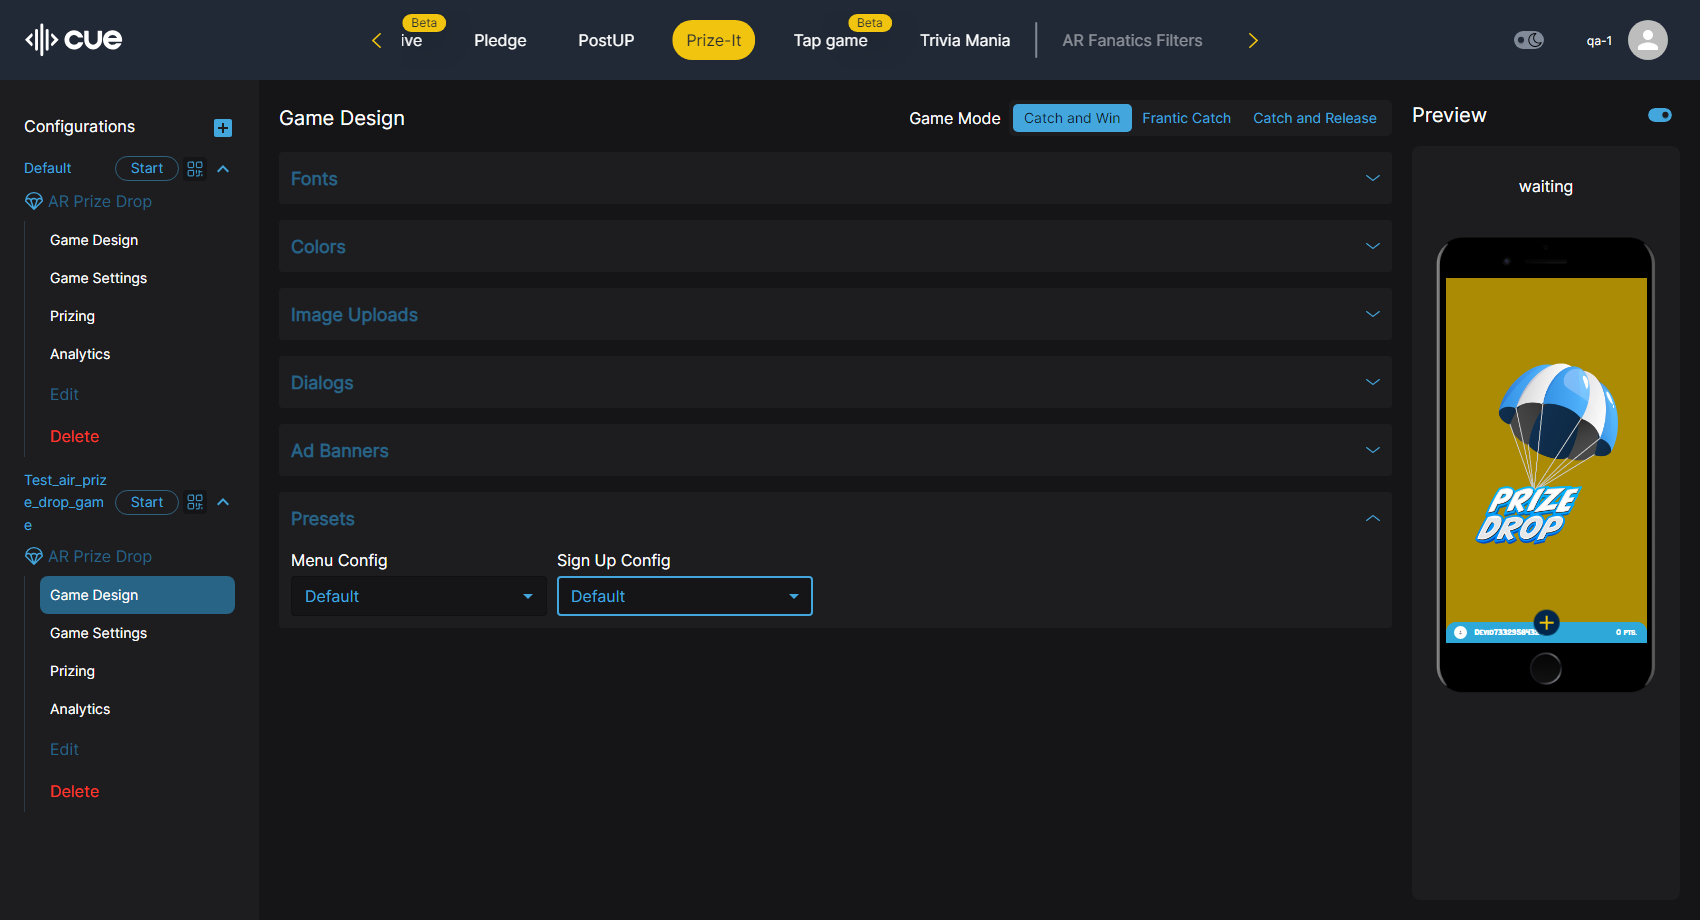 cue
Beta
ive
Pledge
PostUP
Prize-It
Beta
Tap game
Trivia Mania
AR Fanatics Filters
qa-1
Configurations
Default
Start
AR Prize Drop
Game Design
Game Settings
Prizing
Analytics
Edit
Delete
Test_air_priz
e_drop_gam
e
Start
AR Prize Drop
Game Design
Game Settings
Prizing
Analytics
Edit
Delete
Game Design
Game Mode
Catch and Win
Frantic Catch
Catch and Release
Fonts
Colors
Image Uploads
Dialogs
Ad Banners
Presets
Menu Config
Sign Up Config
Default
Default
Preview
waiting
PRIZE
DROP
0 PTS.